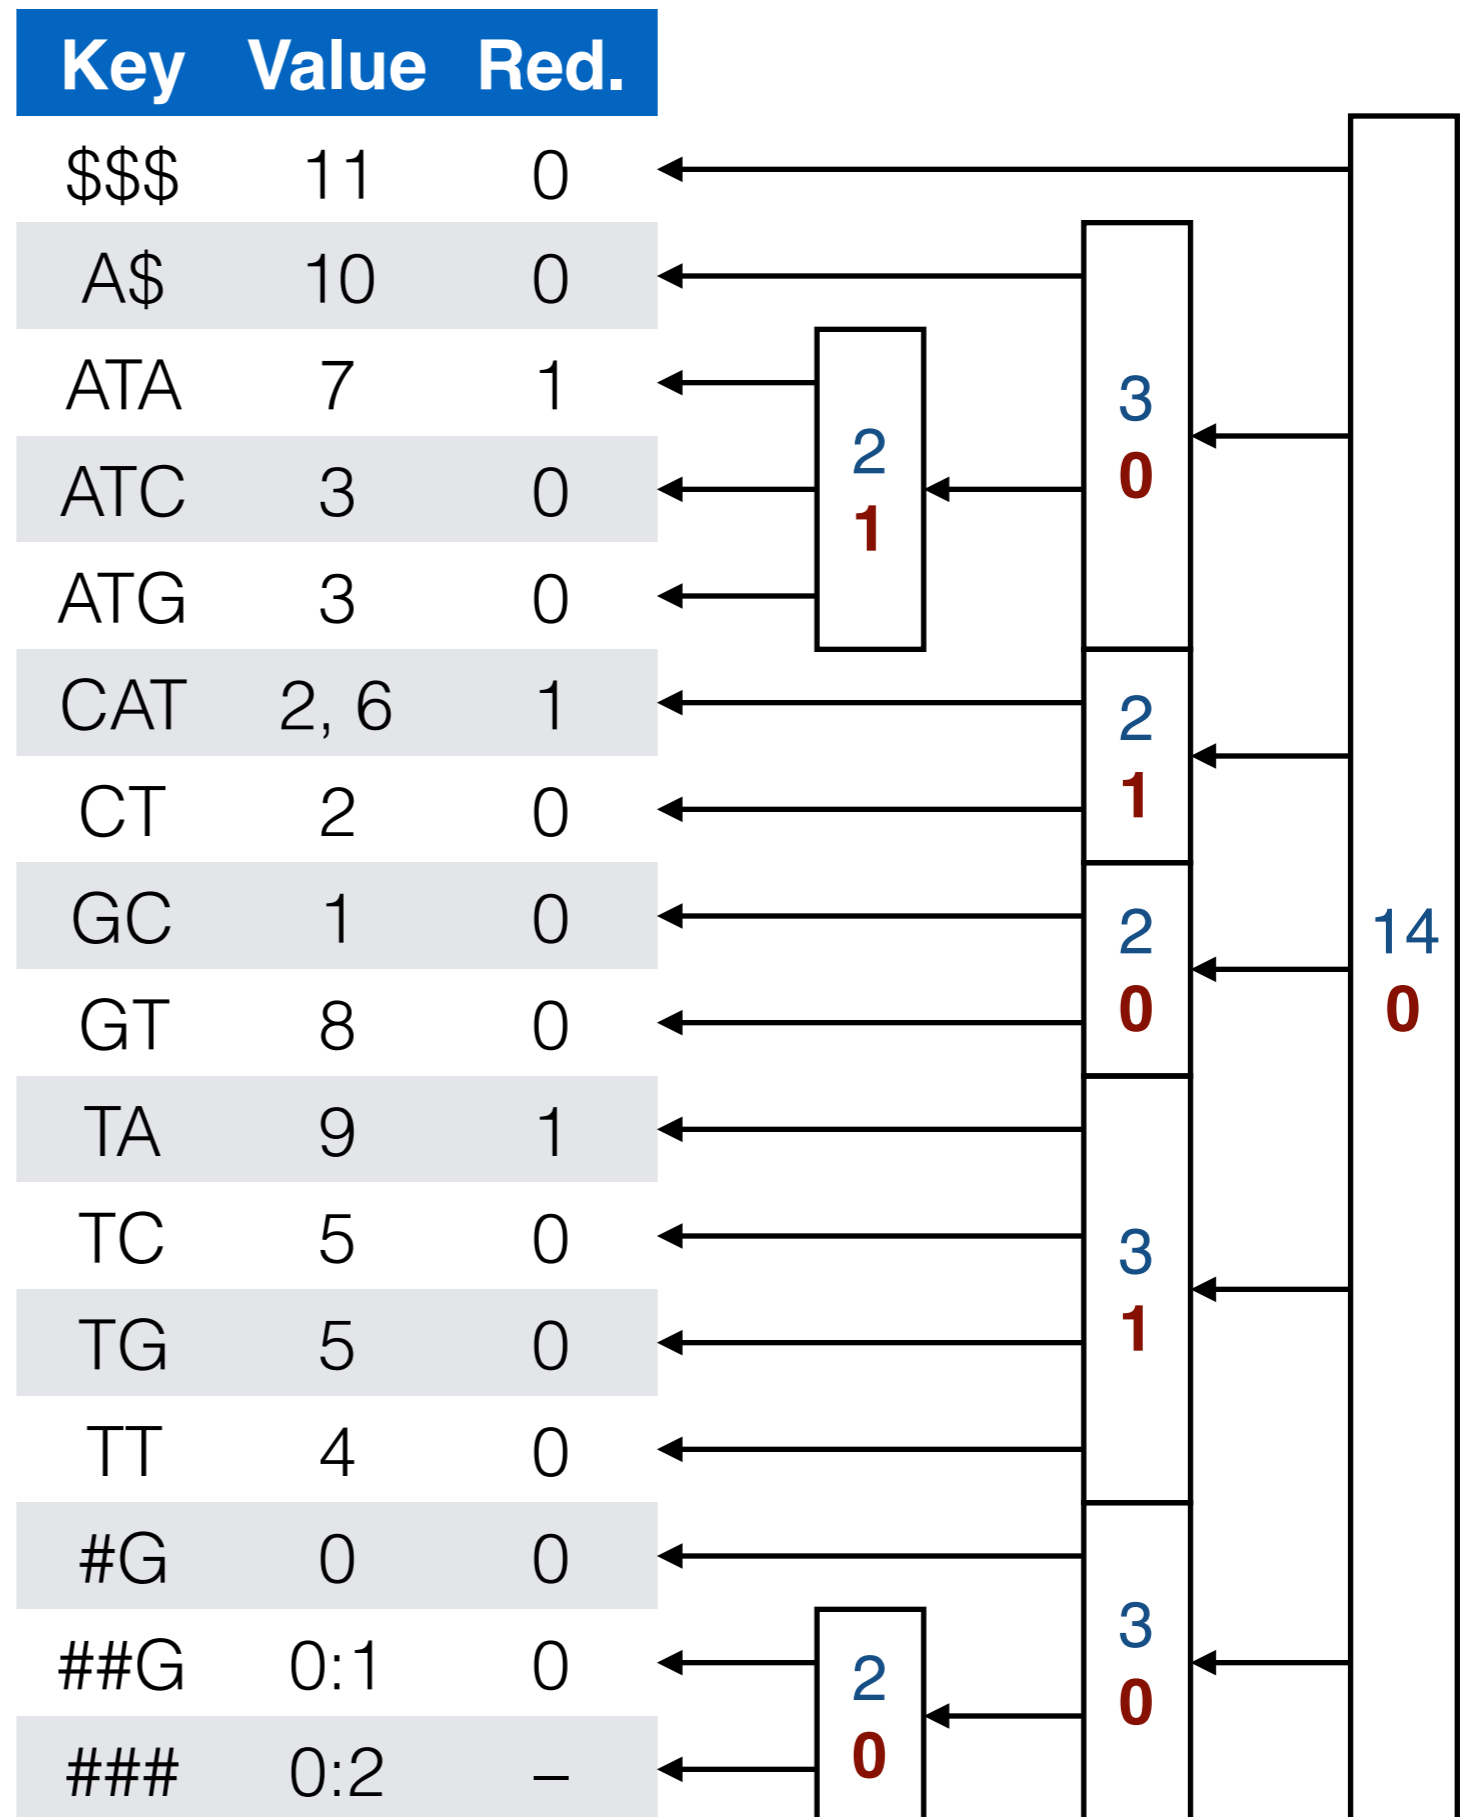 Key Value Red.
$$$ 11 0
A$ 10 0
ATA 7 1
ATC 3 0
ATG 3 0
CAT 2, 6 1
CT 2 0
GC 1 0
GT 8 0
TA 9 1
TC 5 0
TG 5 0
TT 4 0
#G 0 0
##G 0:1 0
### 0:2 –
2
1
2
0
3
0
2
1
2
0
3
1
3
0
14
0